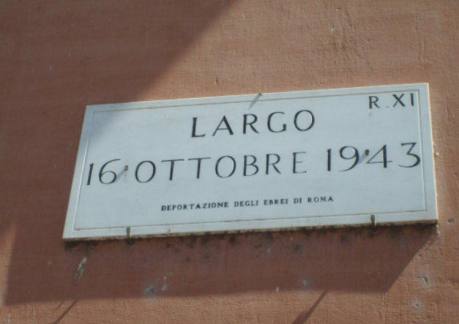 R. XI
LARGO
16 OTTOBRE 1943
DEPORTAZIONE DEGLI EBREI DI ROMA